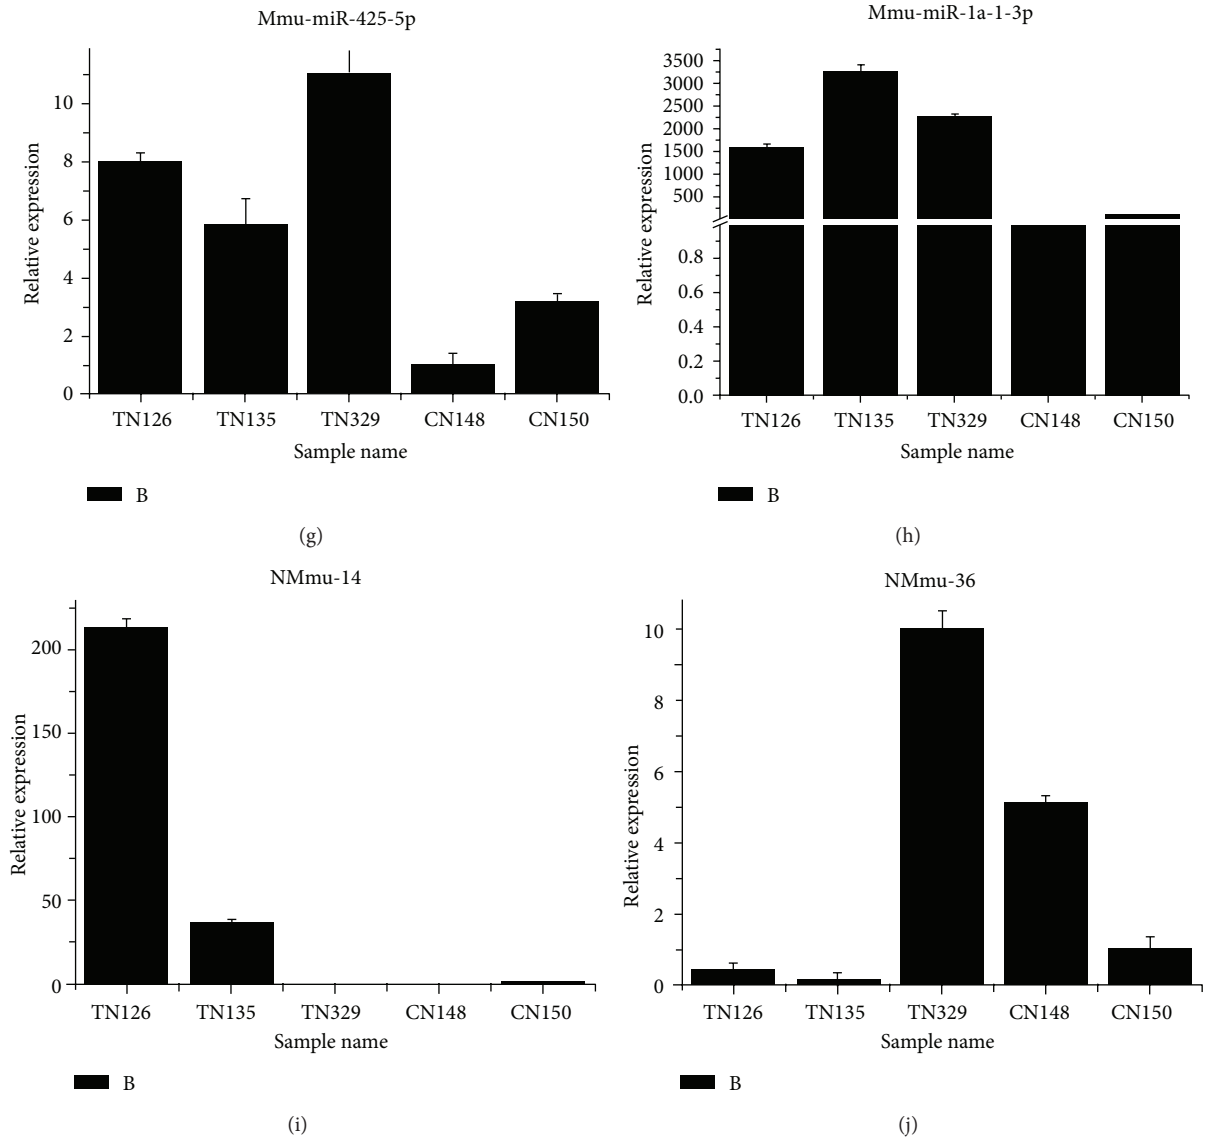 Mmu-miR-425-5p
Relative expression
10
8
6
4
2
0
TN126 TN135 TN329 CN148 CN150
Sample name
B
(g)
Mmu-miR-1a-1-3p
Relative expression
3500
3000
2500
2000
1500
1000
500
0.8
0.6
0.4
0.2
0.0
TN126 TN135 TN329 CN148 CN150
Sample name
B
(h)
NMmu-14
Relative expression
200
150
100
50
0
TN126 TN135 TN329 CN148 CN150
Sample name
B
(i)
NMmu-36
Relative expression
10
8
6
4
2
0
TN126 TN135 TN329 CN148 CN150
Sample name
B
(j)